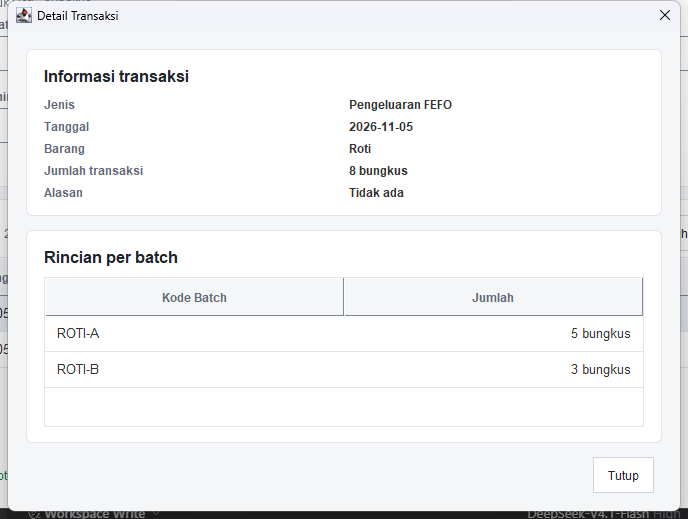 Detail Transaksi
Informasi transaksi
Jenis Pengeluaran FEFO
Tanggal 2026-11-05
Barang Roti
Jumlah transaksi 8 bungkus
Alasan Tidak ada
Rincian per batch
Kode Batch Jumlah
ROTI-A 5 bungkus
ROTI-B 3 bungkus
Tutup
Workspace Write DeepSeek-V4.1-Flash High